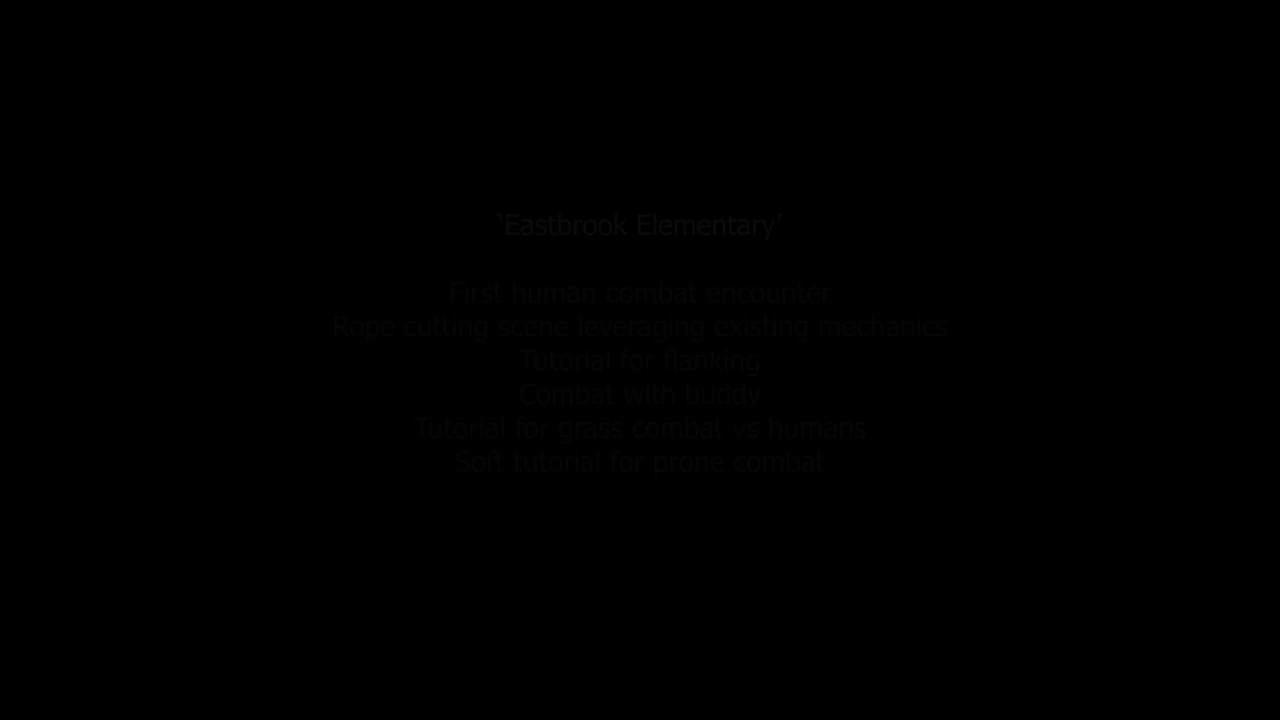 ‘Eastbrook Elementary’
First human combat encounter
Rope cutting scene leveraging existing mechanics
Tutorial for flanking
Combat with buddy
Tutorial for grass combat vs humans
Soft tutorial for prone combat